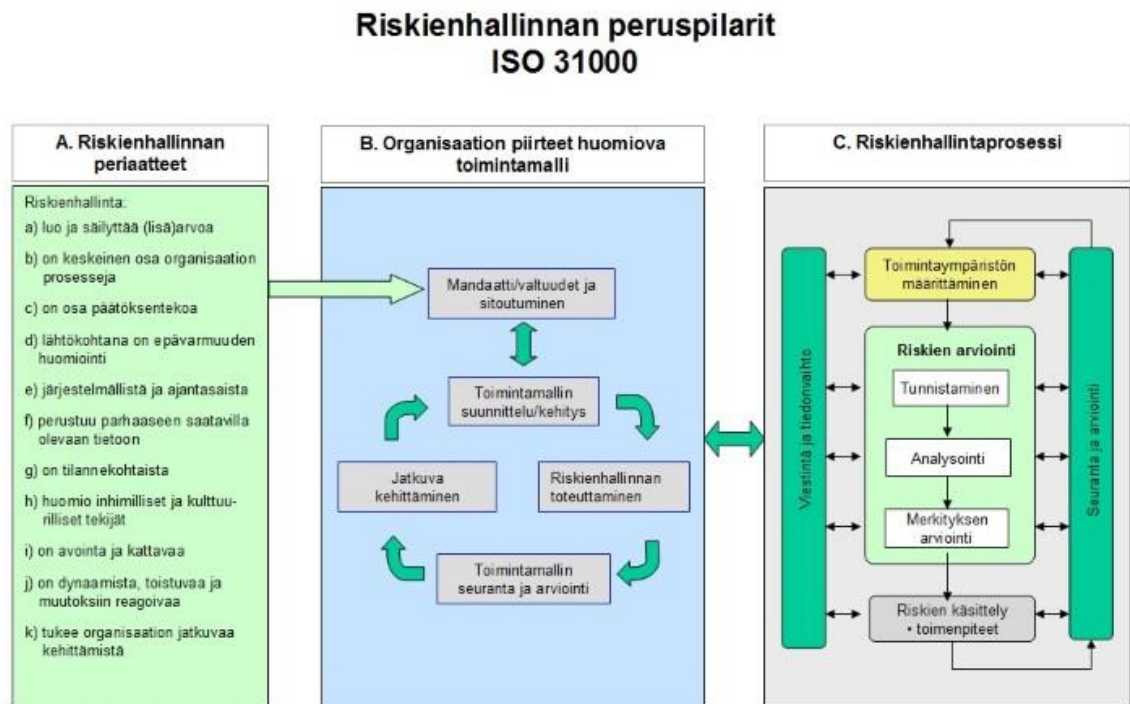 Riskienhallinnan peruspilarit
ISO 31000
A. Riskienhallinnan
periaatteet
Riskienhallinta:
a) luo ja säilyttää (lisä)arvoa
b) on keskeinen osa organisaation
prosesseja
c) on osa päätöksentekoa
d) lähtökohtana on epävarmuuden
huomiointi
e) järjestelmällistä ja ajantasaista
f) perustuu parhaaseen saatavilla
olevaan tietoon
g) on tilannekohtaista
h) huomio inhimilliset ja kulttuu-
rilliset tekijät
i) on avointa ja kattavaa
j) on dynaamista, toistuvaa ja
muutoksiin reagoivaa
k) tukee organisaation jatkuvaa
kehittämistä
B. Organisaation piirteet huomiova
toimintamalli
Mandaatti/valtuudet ja
sitoutuminen
Toimintamallin
suunnittelu/kehitys
Jatkuva
kehittäminen
Riskienhallinnan
toteuttaminen
Toimintamallin
seuranta ja arviointi
C. Riskienhallintaprosessi
Viestintä ja tiedonvaihto
Toimintaympäristön
määrittäminen
Riskien arviointi
Tunnistaminen
Analysointi
Merkityksen
arviointi
Riskien käsittely
• toimenpiteet
Seuranta ja arviointi